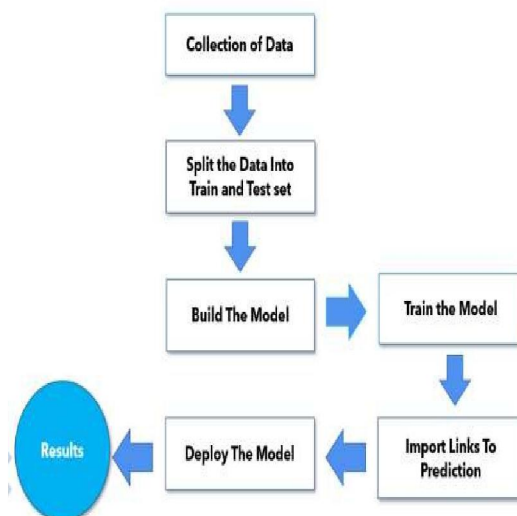 Collection of Data
Split the Data Into
Train and Test set
Build The Model
Train the Model
Import Links To
Prediction
Deploy The Model
Results